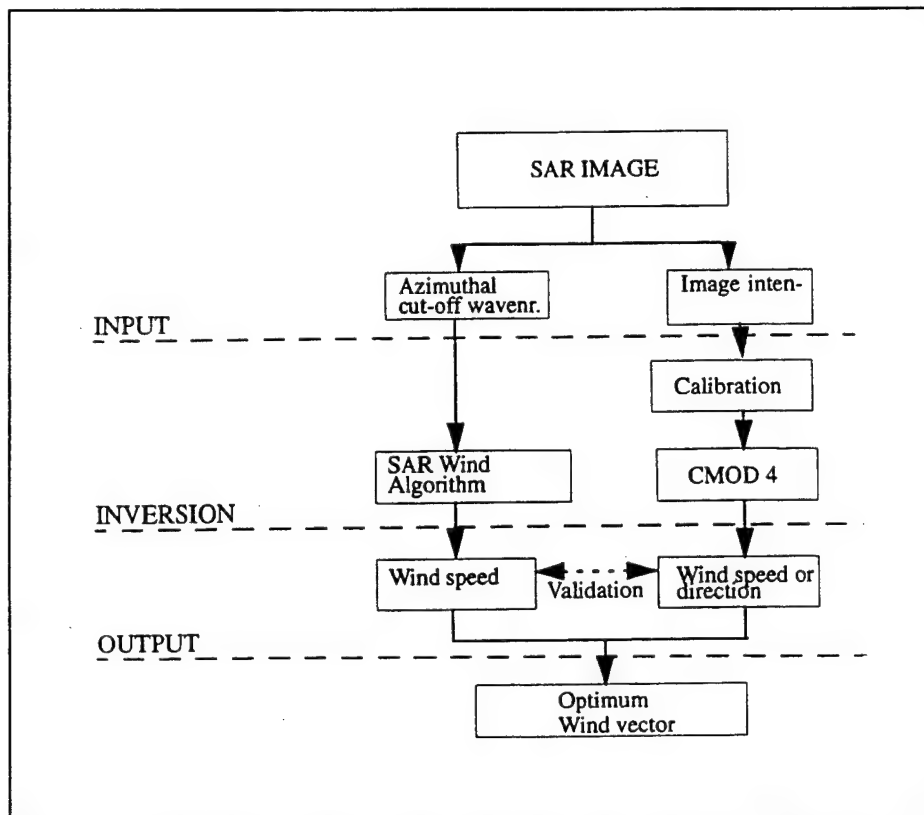 SAR IMAGE
Azimuthal
cut-off wavenr.
Image inten-
INPUT
Calibration
SAR Wind
Algorithm
CMOD 4
INVERSION
Wind speed
Validation
Wind speed or
direction
OUTPUT
Optimum
Wind vector